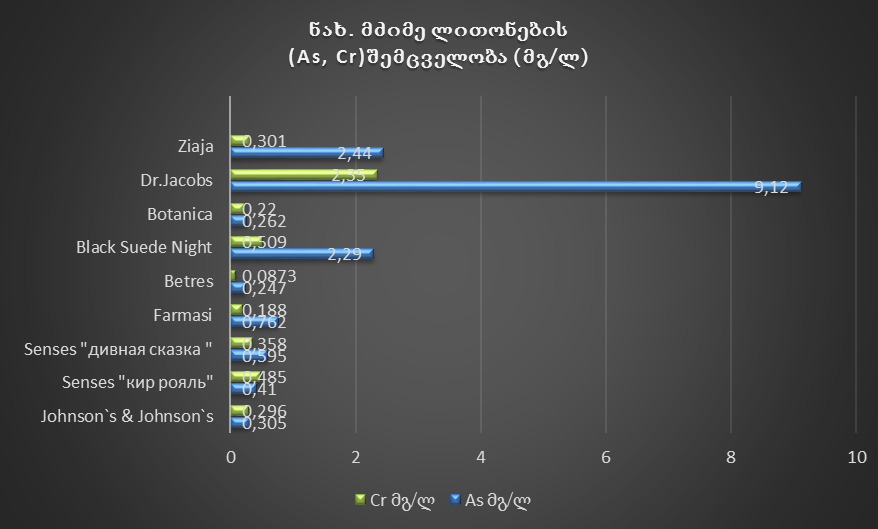 ნახ. მძიმე ლითონების
(As, Cr)შემცველობა (მგ/ლ)
Ziaja
0,301
2,44
Dr.Jacobs
9,12
Botanica
0,22
0,262
Black Suede Night
0,509
2,29
Betres
0,0873
0,247
Farmasi
0,188
0,762
Senses "дивная сказка "
0,358
0,595
Senses "кир рояль"
0,485
0,41
Johnson`s & Johnson`s
0,296
0,305
0 2 4 6 8 10
Cr მგ/ლ As მგ/ლ